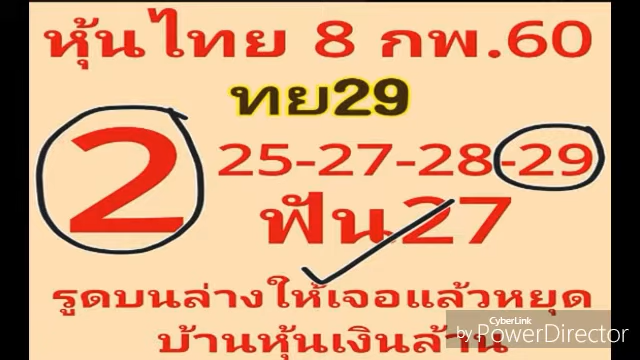 หุ้นไทย 8 กพ.60
ทย29
2
25-27-28-29
ฟัน27
รูดบนล่างให้เจอแล้วหยุด
บ้านหุ้นเงินล้าน
CyberLink
by PowerDirector